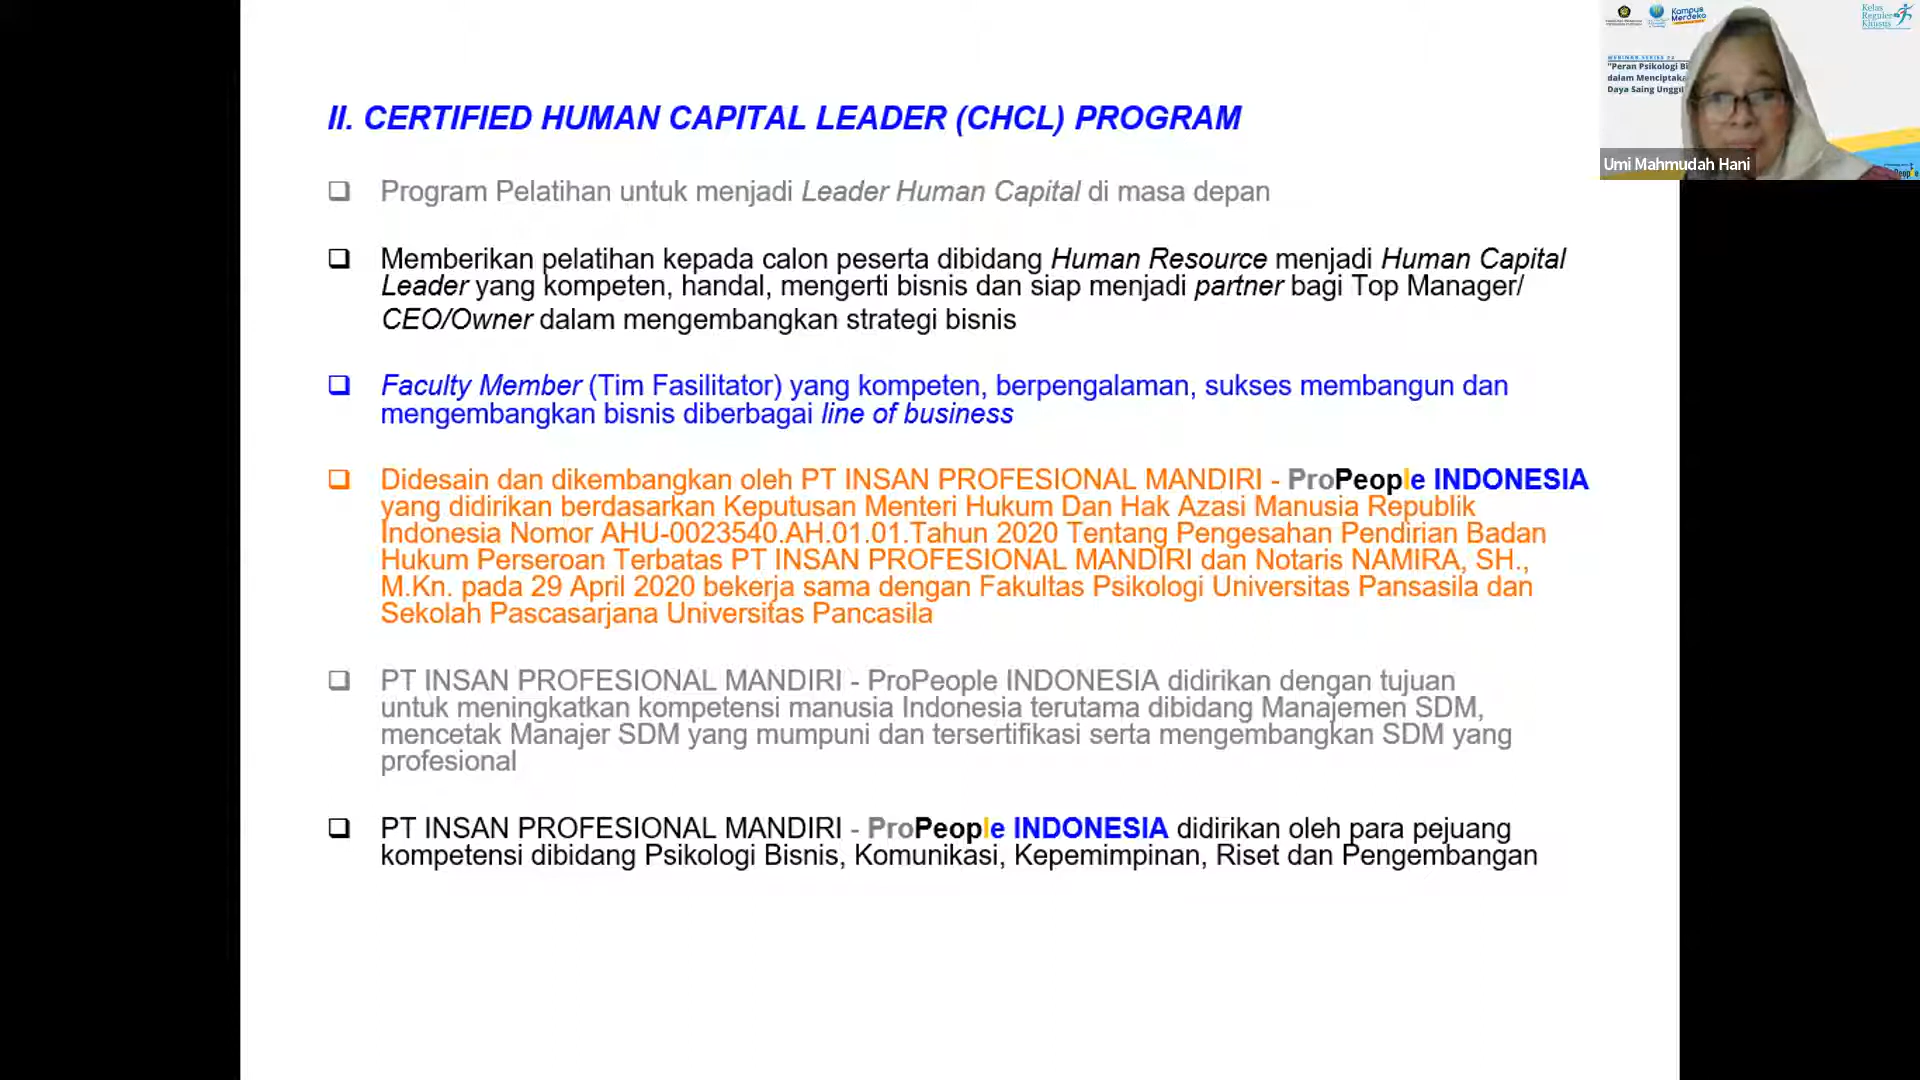 II. CERTIFIED HUMAN CAPITAL LEADER (CHCL) PROGRAM
Program Pelatihan untuk menjadi Leader Human Capital di masa depan
Memberikan pelatihan kepada calon peserta dibidang Human Resource menjadi Human Capital
Leader yang kompeten, handal, mengerti bisnis dan siap menjadi partner bagi Top Manager/
CEO/Owner dalam mengembangkan strategi bisnis
Faculty Member (Tim Fasilitator) yang kompeten, berpengalaman, sukses membangun dan
mengembangkan bisnis diberbagai line of business
Didesain dan dikembangkan oleh PT INSAN PROFESIONAL MANDIRI - ProPeople INDONESIA
yang didirikan berdasarkan Keputusan Menteri Hukum Dan Hak Azasi Manusia Republik
Indonesia Nomor AHU-0023540.AH.01.01.Tahun 2020 Tentang Pengesahan Pendirian Badan
Hukum Perseroan Terbatas PT INSAN PROFESIONAL MANDIRI dan Notaris NAMIRA, SH.,
M.Kn. pada 29 April 2020 bekerja sama dengan Fakultas Psikologi Universitas Pansasila dan
Sekolah Pascasarjana Universitas Pancasila
PT INSAN PROFESIONAL MANDIRI - ProPeople INDONESIA didirikan dengan tujuan
untuk meningkatkan kompetensi manusia Indonesia terutama dibidang Manajemen SDM,
mencetak Manajer SDM yang mumpuni dan tersertifikasi serta mengembangkan SDM yang
profesional
PT INSAN PROFESIONAL MANDIRI - ProPeople INDONESIA didirikan oleh para pejuang
kompetensi dibidang Psikologi Bisnis, Komunikasi, Kepemimpinan, Riset dan Pengembangan
Kampus
Merdeka
Kelas
Reguler
Khusus
WEBINAR SERIES
"Peran Psikologi
dalam
Daya Saing
Umi Mahmudah Hani